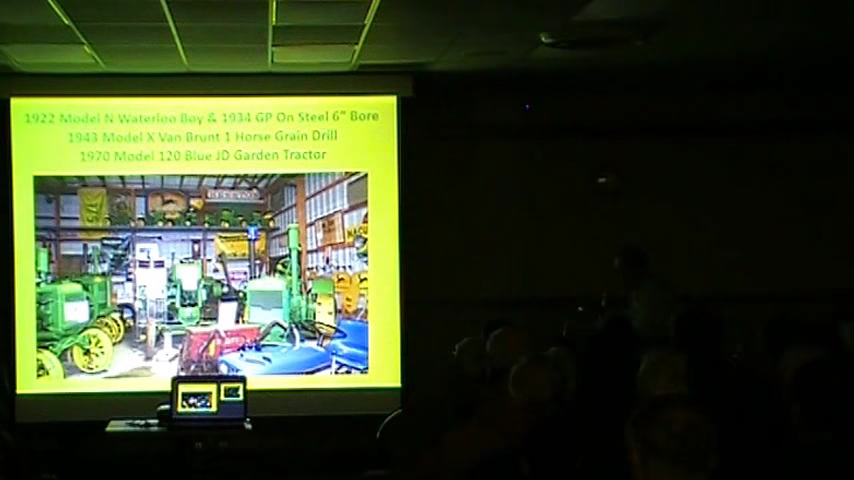 1922 Model N Waterloo Boy & 1934 GP On Steel 6" Bore
1943 Model X Van Brunt 1 Horse Grain Drill
1970 Model 120 Blue JD Garden Tractor